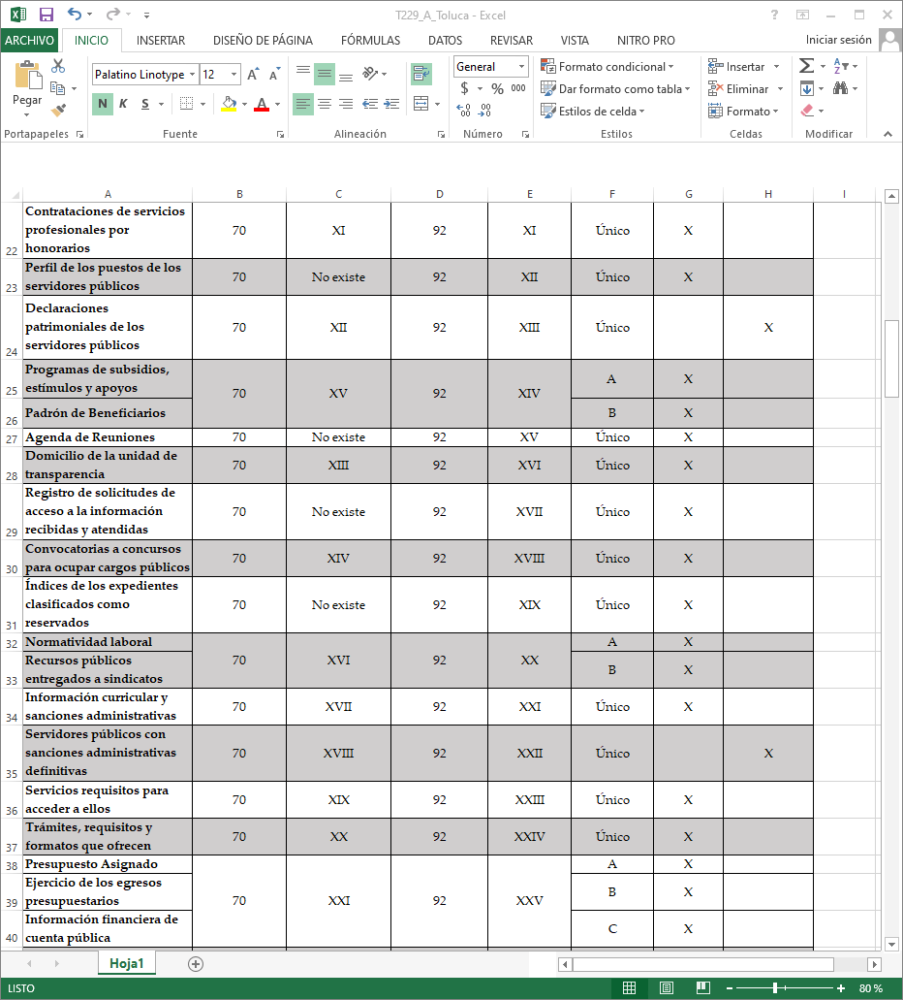 T229_A_Toluca - Excel
?
ARCHIVO INICIO INSERTAR DISEÑO DE PÁGINA FÓRMULAS DATOS REVISAR VISTA NITRO PRO Iniciar sesión
Pegar
Palatino Linotype 12 A A
N K S A
General
$ % 000
Formato condicional
Dar formato como tabla
Estilos de celda
Insertar
Eliminar
Formato
Portapapeles Fuente Alineación Número Estilos Celdas Modificar
A B C D E F G H I
Contrataciones de servicios
profesionales por
honorarios
22 70 XI 92 XI Único X
Perfil de los puestos de los
servidores públicos
23 70 No existe 92 XII Único X
Declaraciones
patrimoniales de los
servidores públicos
24 70 XII 92 XIII Único X
Programas de subsidios,
estímulos y apoyos
25 70 XV 92 XIV A X
26 Padrón de Beneficiarios B X
27 Agenda de Reuniones 70 No existe 92 XV Único X
Domicilio de la unidad de
transparencia
28 70 XIII 92 XVI Único X
Registro de solicitudes de
acceso a la información
recibidas y atendidas
29 70 No existe 92 XVII Único X
Convocatorias a concursos
para ocupar cargos públicos
30 70 XIV 92 XVIII Único X
Índices de los expedientes
clasificados como
reservados
31 70 No existe 92 XIX Único X
32 Normatividad laboral 70 XVI 92 XX A X
Recursos públicos
entregados a sindicatos
33 B X
Información curricular y
sanciones administrativas
34 70 XVII 92 XXI Único X
Servidores públicos con
sanciones administrativas
definitivas
35 70 XVIII 92 XXII Único X
Servicios requisitos para
acceder a ellos
36 70 XIX 92 XXIII Único X
Trámites, requisitos y
formatos que ofrecen
37 70 XX 92 XXIV Único X
38 Presupuesto Asignado 70 XXI 92 XXV A X
Ejercicio de los egresos
presupuestarios
39 B X
Información financiera de
cuenta pública
40 C X
Hoja1
LISTO 80 %